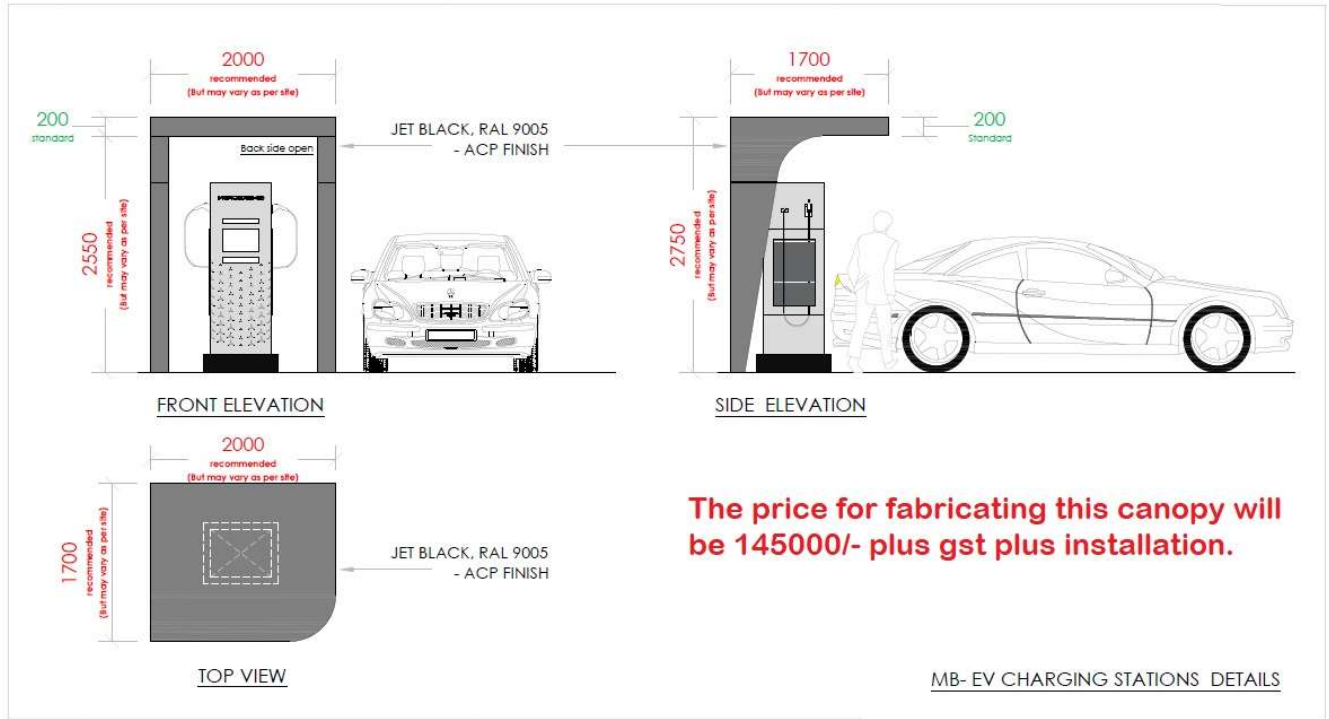 2000
recommended
(But may vary as per site)
200
standard
2550
recommended
(But may vary as per site)
Back side open
JET BLACK, RAL 9005
- ACP FINISH
FRONT ELEVATION
1700
recommended
(But may vary as per site)
200
Standard
2750
recommended
(But may vary as per site)
SIDE ELEVATION
2000
recommended
(But may vary as per site)
1700
recommended
(But may vary as per site)
JET BLACK, RAL 9005
- ACP FINISH
TOP VIEW
The price for fabricating this canopy will
be 145000/- plus gst plus installation.
MB- EV CHARGING STATIONS DETAILS